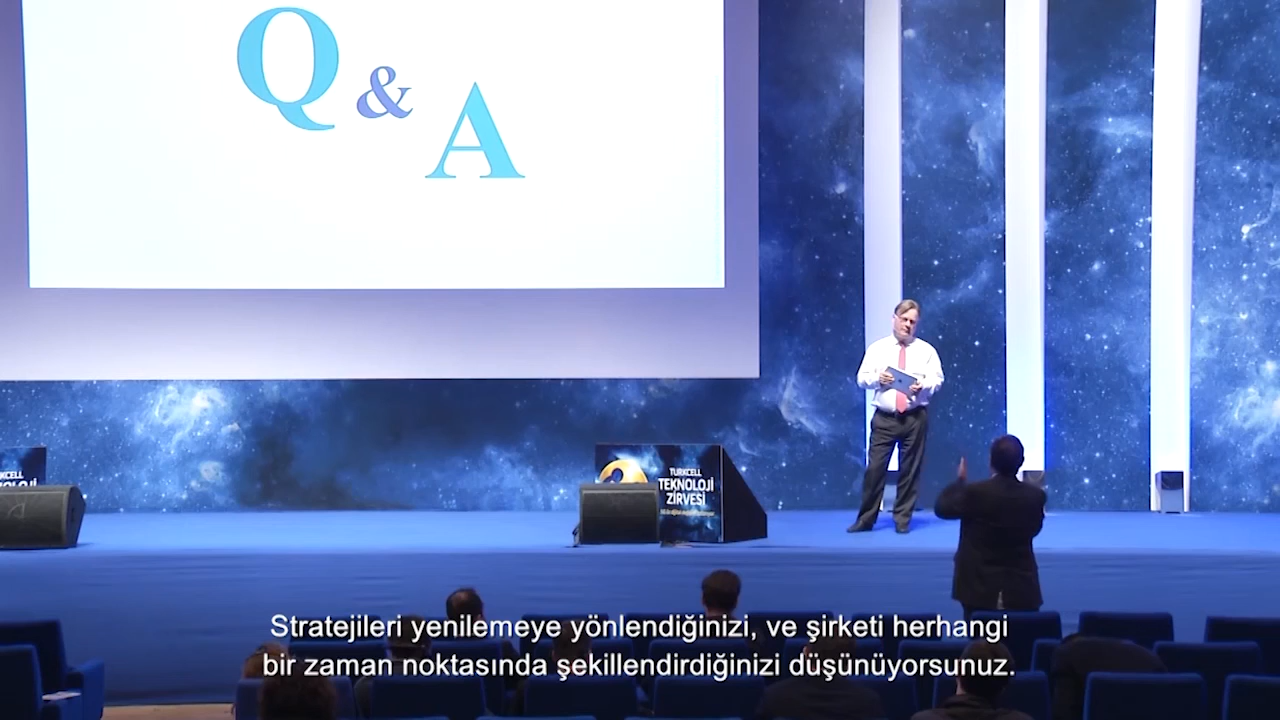 Q & A
TURKCELL
TEKNOLOJİ
ZİRVESİ
Stratejileri yenilemeye yönlendiğinizi, ve şirketi herhangi
bir zaman noktasında şekillendirdiğinizi düşünüyorsunuz.